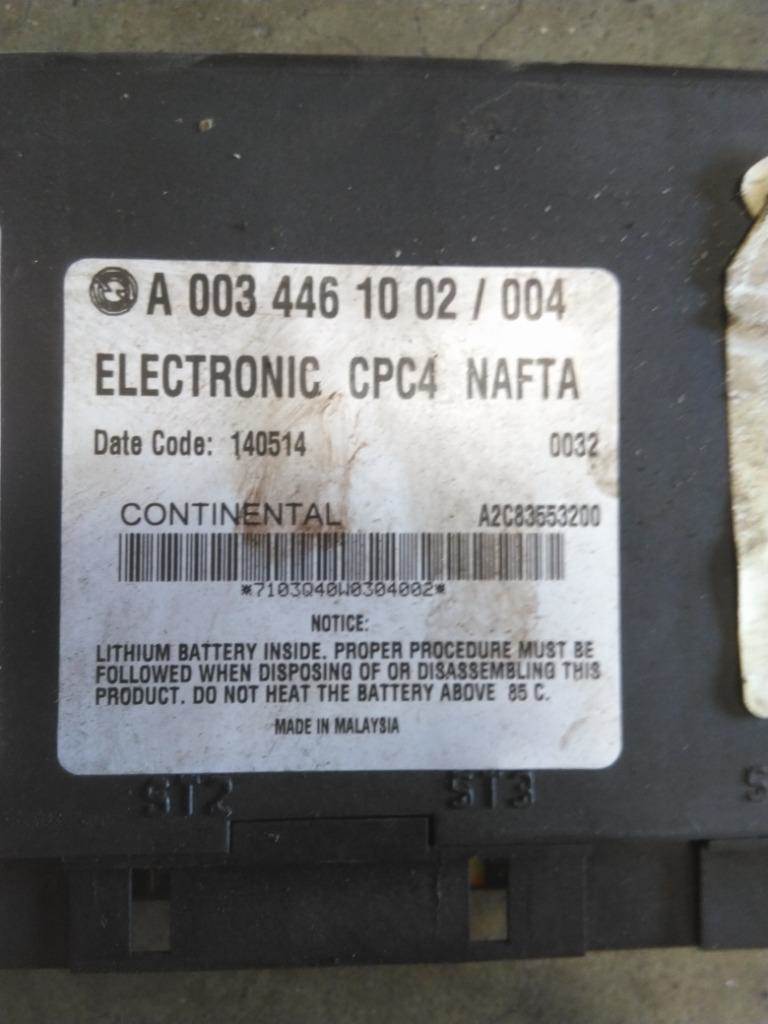 A 003 446 10 02 / 004
ELECTRONIC CPC4 NAFTA
Date Code: 140514 0032
CONTINENTAL A2C83553200
*7103Q40W0304002*
NOTICE:
LITHIUM BATTERY INSIDE. PROPER PROCEDURE MUST BE
FOLLOWED WHEN DISPOSING OF OR DISASSEMBLING THIS
PRODUCT. DO NOT HEAT THE BATTERY ABOVE 85 C.
MADE IN MALAYSIA
ST2 ST3